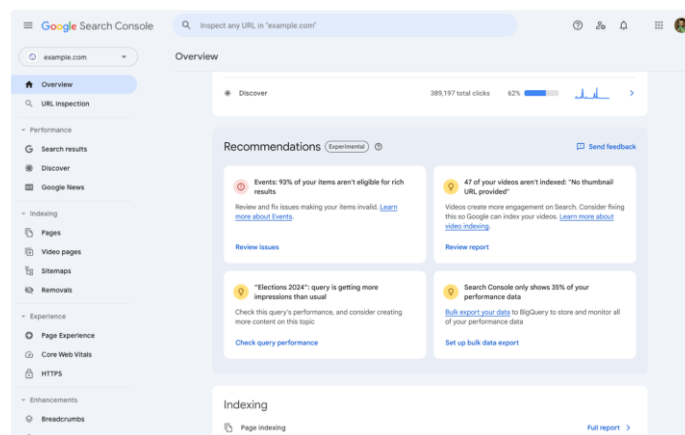 Google Search Console
Inspect any URL in "example.com"
example.com
Overview
Overview
URL inspection
Performance
Search results
Discover
Google News
Indexing
Pages
Video pages
Sitemaps
Removals
Experience
Page Experience
Core Web Vitals
HTTPS
Enhancements
Breadcrumbs
Discover
389,197 total clicks
62%
Recommendations
Experimental
Send feedback
Events: 93% of your items aren't eligible for rich
results
Review and fix issues making your items invalid. Learn
more about Events.
Review issues
47 of your videos aren't indexed: "No thumbnail
URL provided"
Videos create more engagement on Search. Consider fixing
this so Google can index your videos. Learn more about
video indexing.
Review report
"Elections 2024": query is getting more
impressions than usual
Check this query's performance, and consider creating
more content on this topic
Check query performance
Search Console only shows 35% of your
performance data
Bulk export your data to BigQuery to store and monitor all
of your performance data
Set up bulk data export
Indexing
Page indexing
Full report